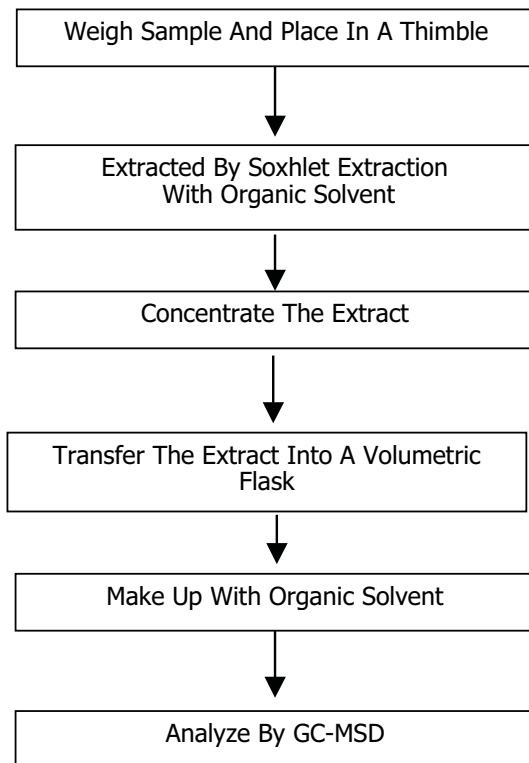 Weigh Sample And Place In A Thimble
Extracted By Soxhlet Extraction
With Organic Solvent
Concentrate The Extract
Transfer The Extract Into A Volumetric
Flask
Make Up With Organic Solvent
Analyze By GC-MSD